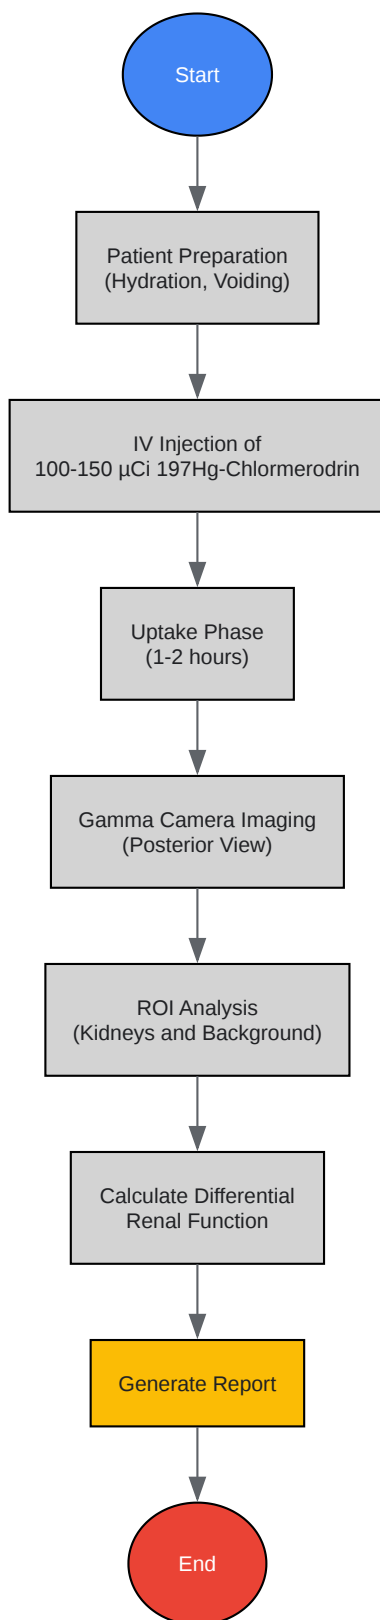 Start
Patient Preparation
(Hydration, Voiding)
IV Injection of
100-150 µCi 197Hg-Chlormerodrin
Uptake Phase
(1-2 hours)
Gamma Camera Imaging
(Posterior View)
ROI Analysis
(Kidneys and Background)
Calculate Differential
Renal Function
Generate Report
End